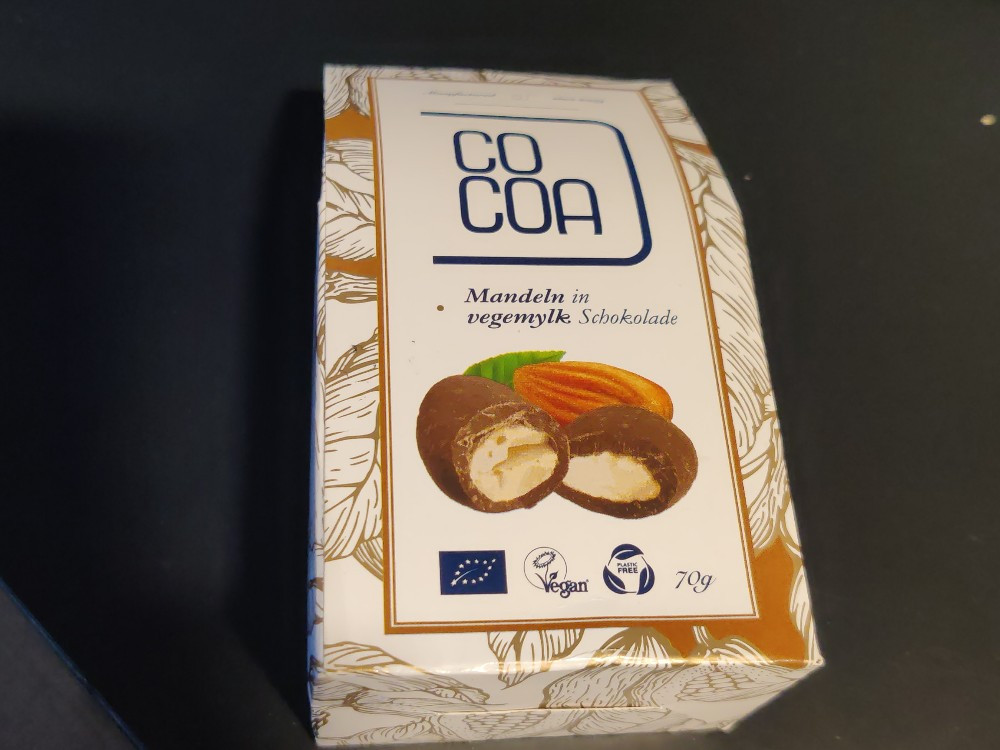 CO
COA
Mandeln in
vegemylk Schokolade
Vegan
PLASTIC
FREE
70g